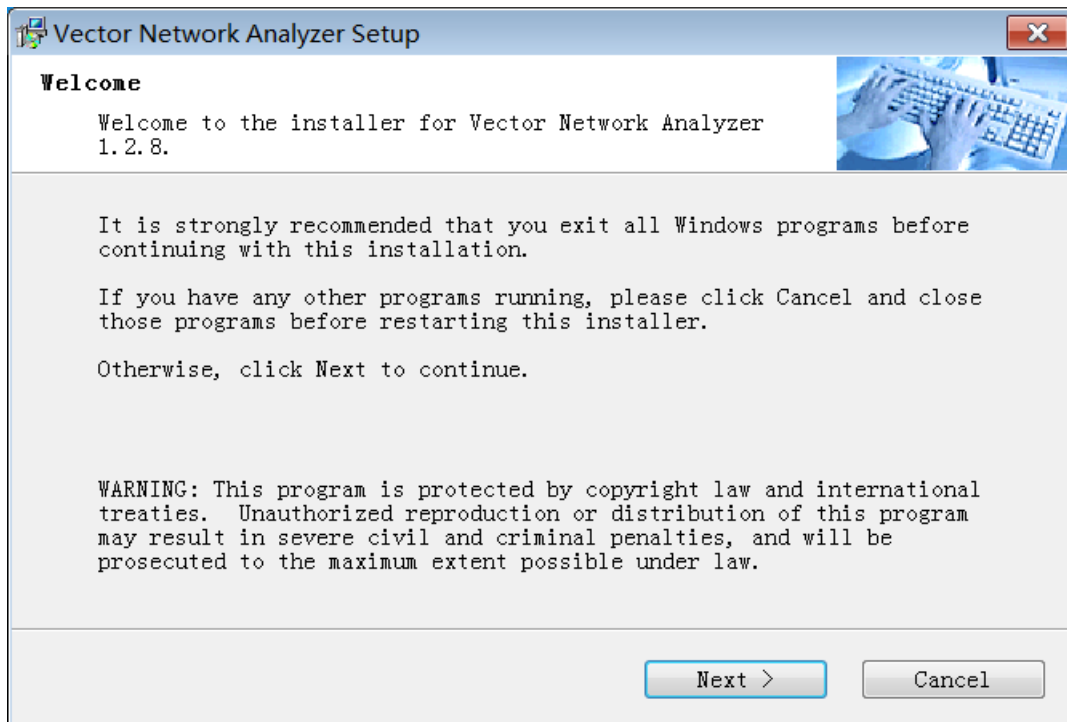 Vector Network Analyzer Setup
Welcome
Welcome to the installer for Vector Network Analyzer
1.2.8.
It is strongly recommended that you exit all Windows programs before
continuing with this installation.
If you have any other programs running, please click Cancel and close
those programs before restarting this installer.
Otherwise, click Next to continue.
WARNING: This program is protected by copyright law and international
treaties.  Unauthorized reproduction or distribution of this program
may result in severe civil and criminal penalties, and will be
prosecuted to the maximum extent possible under law.
Next >
Cancel